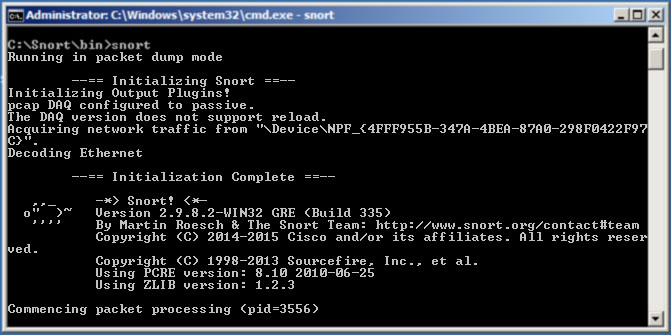 Administrator: C:\Windows\system32\cmd.exe - snort
C:\Snort\bin>snort
Running in packet dump mode
--== Initializing Snort ==--
Initializing Output Plugins!
pcap DAQ configured to passive.
The DAQ version does not support reload.
Acquiring network traffic from "\Device\NPF_{4FFF955B-347A-4BEA-87A0-298F0422F97
C}".
Decoding Ethernet
--== Initialization Complete ==--
,,_     -*> Snort! <*-
o"  )~   Version 2.9.8.2-WIN32 GRE (Build 335)
''''    By Martin Roesch & The Snort Team: http://www.snort.org/contact#team
Copyright (C) 2014-2015 Cisco and/or its affiliates. All rights reser
ved.
Copyright (C) 1998-2013 Sourcefire, Inc., et al.
Using PCRE version: 8.10 2010-06-25
Using ZLIB version: 1.2.3
Commencing packet processing (pid=3556)